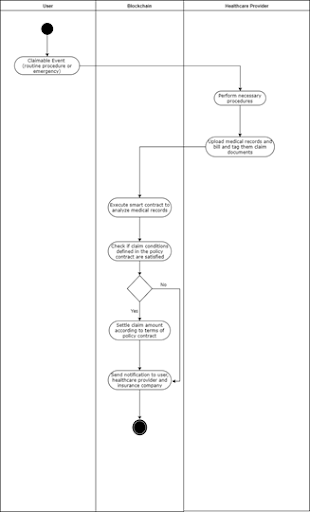 User
Blockchain
Healthcare Provider
Claimable Event
(routine procedure or
emergency)
Perform necessary
procedures
Upload medical records and
bill and tag them claim
documents
Execute smart contract to
analyze medical records
Check if claim conditions
defined in the policy
contract are satisfied
No
Yes
Settle claim amount
according to terms of
policy contract
Send notification to user,
healthcare provider and
insurance company